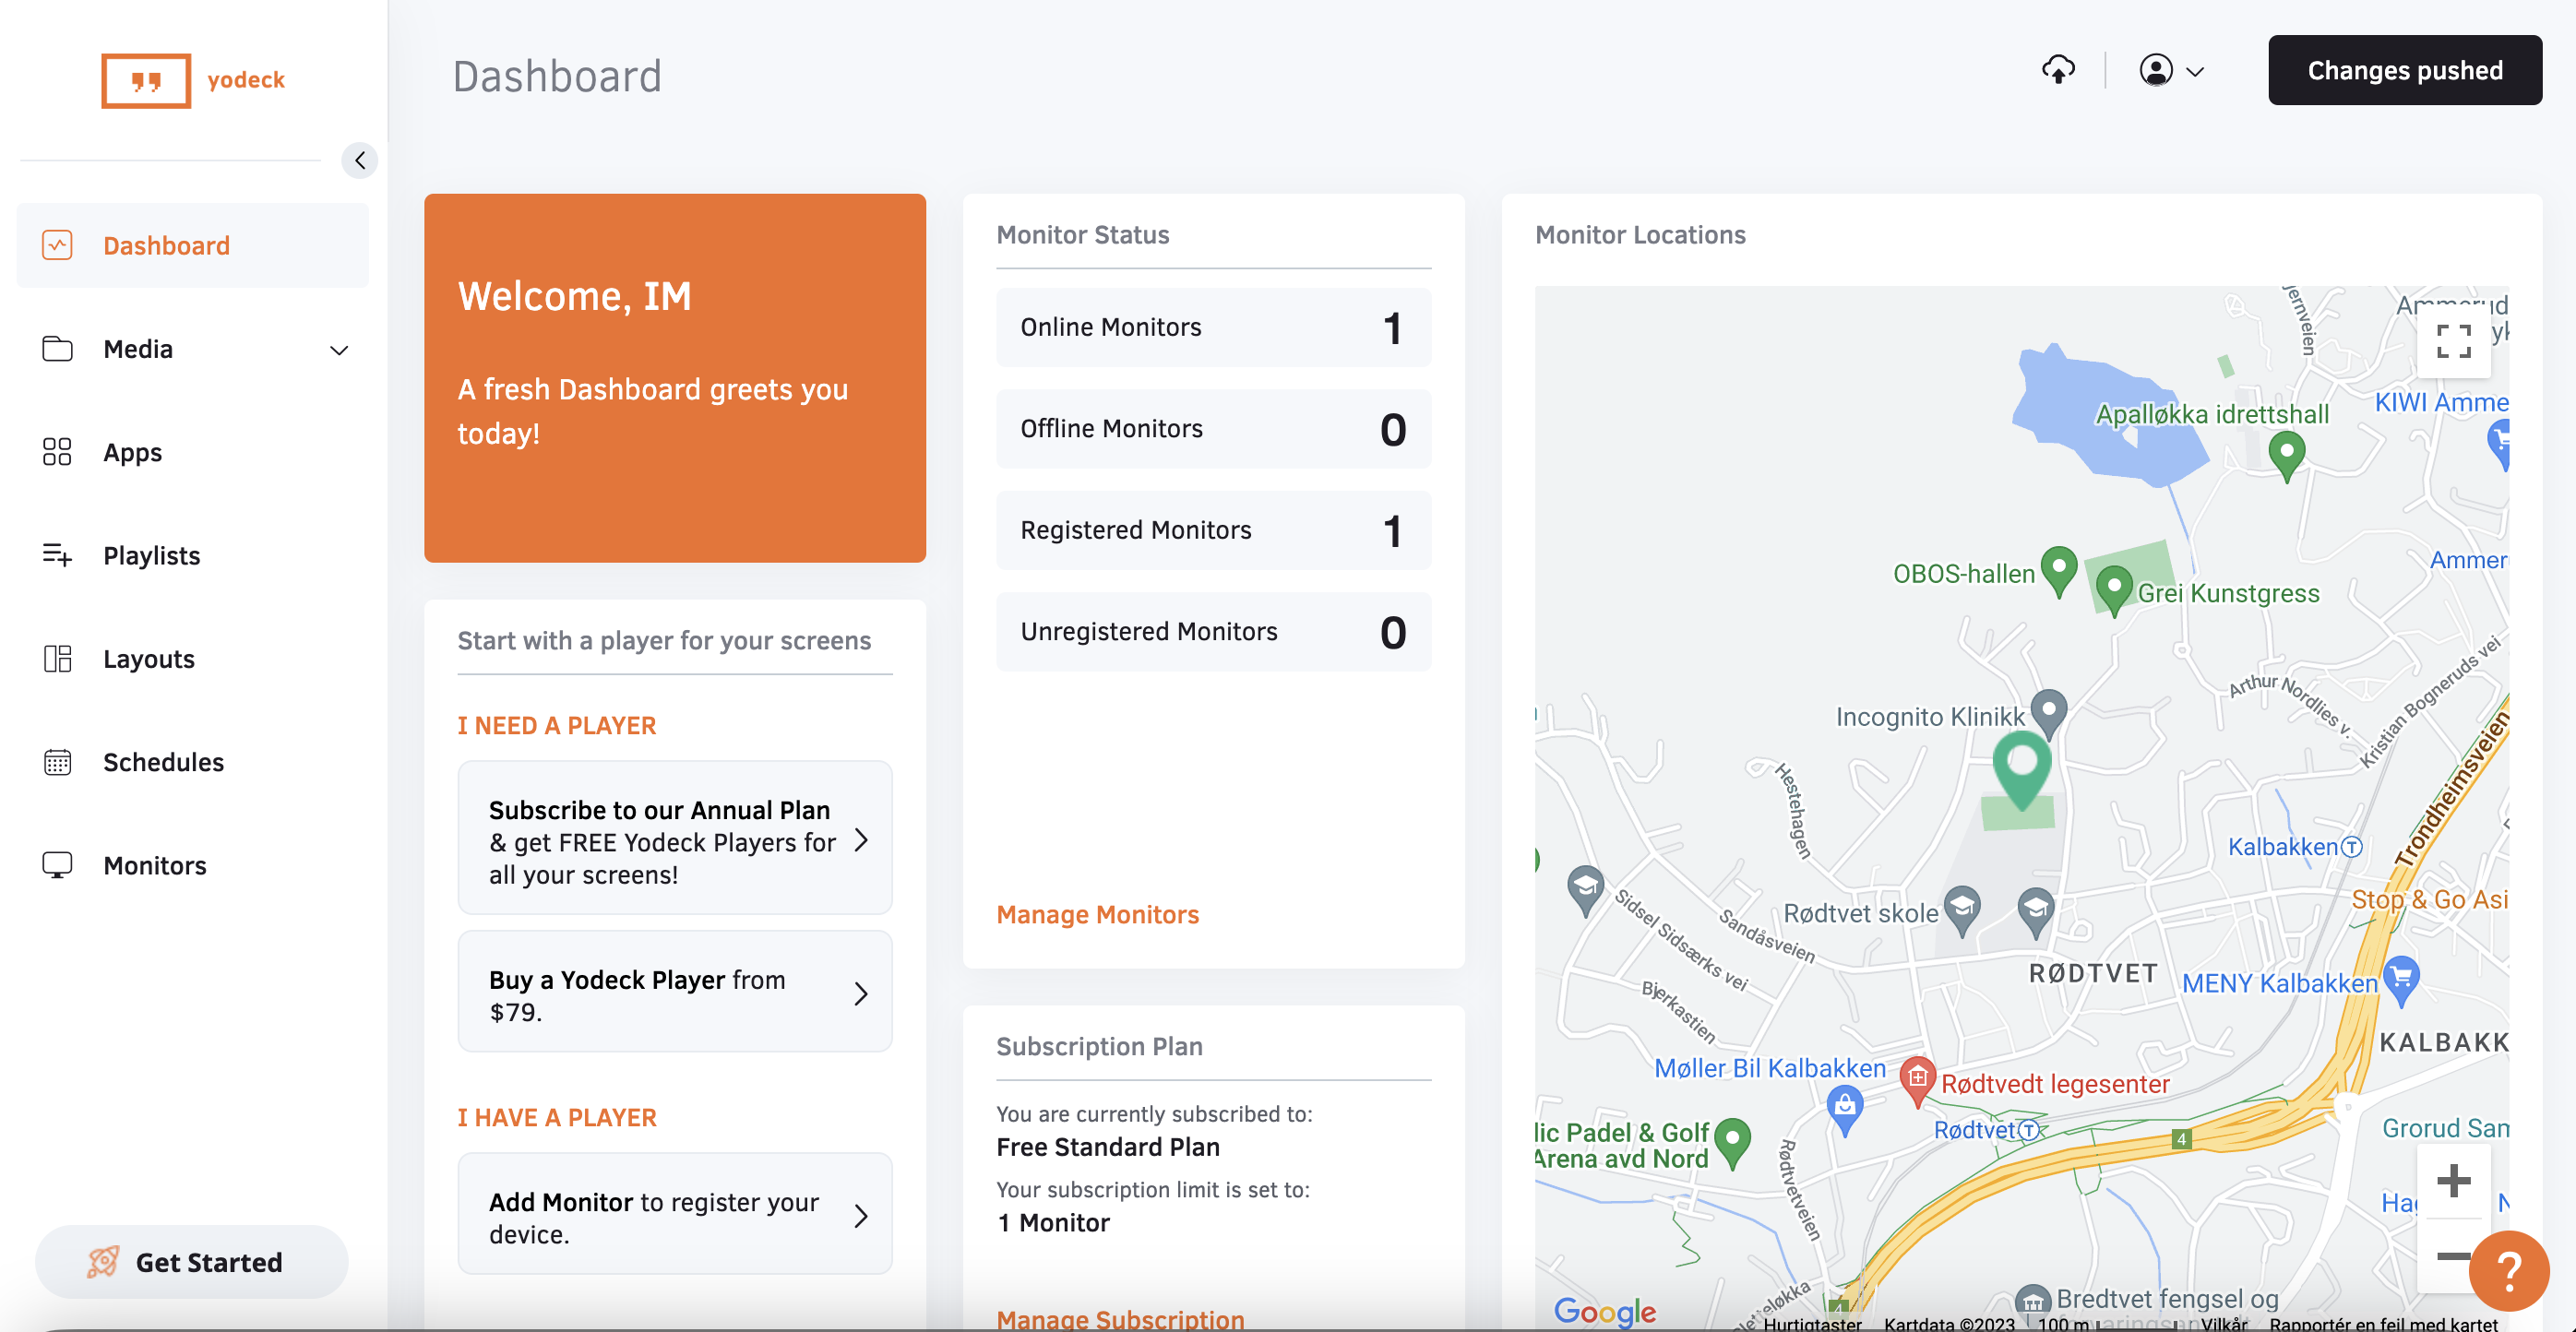 yodeck
Dashboard
Changes pushed
Dashboard
Media
Apps
Playlists
Layouts
Schedules
Monitors
Get Started
Welcome, IM
A fresh Dashboard greets you
today!
Start with a player for your screens
I NEED A PLAYER
Subscribe to our Annual Plan
& get FREE Yodeck Players for
all your screens!
Buy a Yodeck Player from
$79.
I HAVE A PLAYER
Add Monitor to register your
device.
Monitor Status
Online Monitors 1
Offline Monitors 0
Registered Monitors 1
Unregistered Monitors 0
Manage Monitors
Subscription Plan
You are currently subscribed to:
Free Standard Plan
Your subscription limit is set to:
1 Monitor
Manage Subscription
Monitor Locations
Apalløkka idrettshall
KIWI Amme
Ammer
OBOS-hallen
Grei Kunstgress
Arthur Nordlies v.
Kristian Bogneruds vei
Incognito Klinikk
Trondheimsveien
Hestehagen
Kalbakken T
Stop & Go Asi
Sidsel Sidsærks vei
Sandåsveien
Rødtvet skole
RØDTVET
MENY Kalbakken
Bjerkastien
KALBAKK
Møller Bil Kalbakken
Rødtvedt legesenter
lic Padel & Golf
Arena avd Nord
Rødtvet T
4
Grorud Sam
Rødtvetveien
Hag
N
+
−
?
4
Bredtvet fengsel og
Google
Hurtigtaster
Kartdata ©2023
100 m
Vilkår
Rapportér en feil med kartet